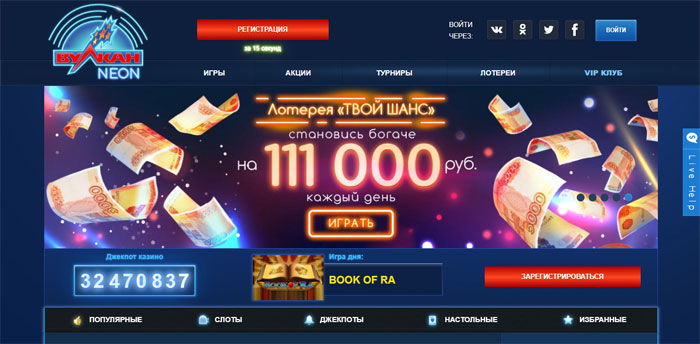 ВУЛКАН
NEON
РЕГИСТРАЦИЯ
за 15 секунд
ВОЙТИ
ЧЕРЕЗ:
ВОЙТИ
ИГРЫ
АКЦИИ
ТУРНИРЫ
ЛОТЕРЕИ
VIP КЛУБ
Лотерея «ТВОЙ ШАНС»
становись богаче
на 111 000 руб.
каждый день
ИГРАТЬ
Live Help
Джекпот казино
32470837
Игра дня:
BOOK OF RA
ЗАРЕГИСТРИРОВАТЬСЯ
ПОПУЛЯРНЫЕ
СЛОТЫ
ДЖЕКПОТЫ
НАСТОЛЬНЫЕ
ИЗБРАННЫЕ